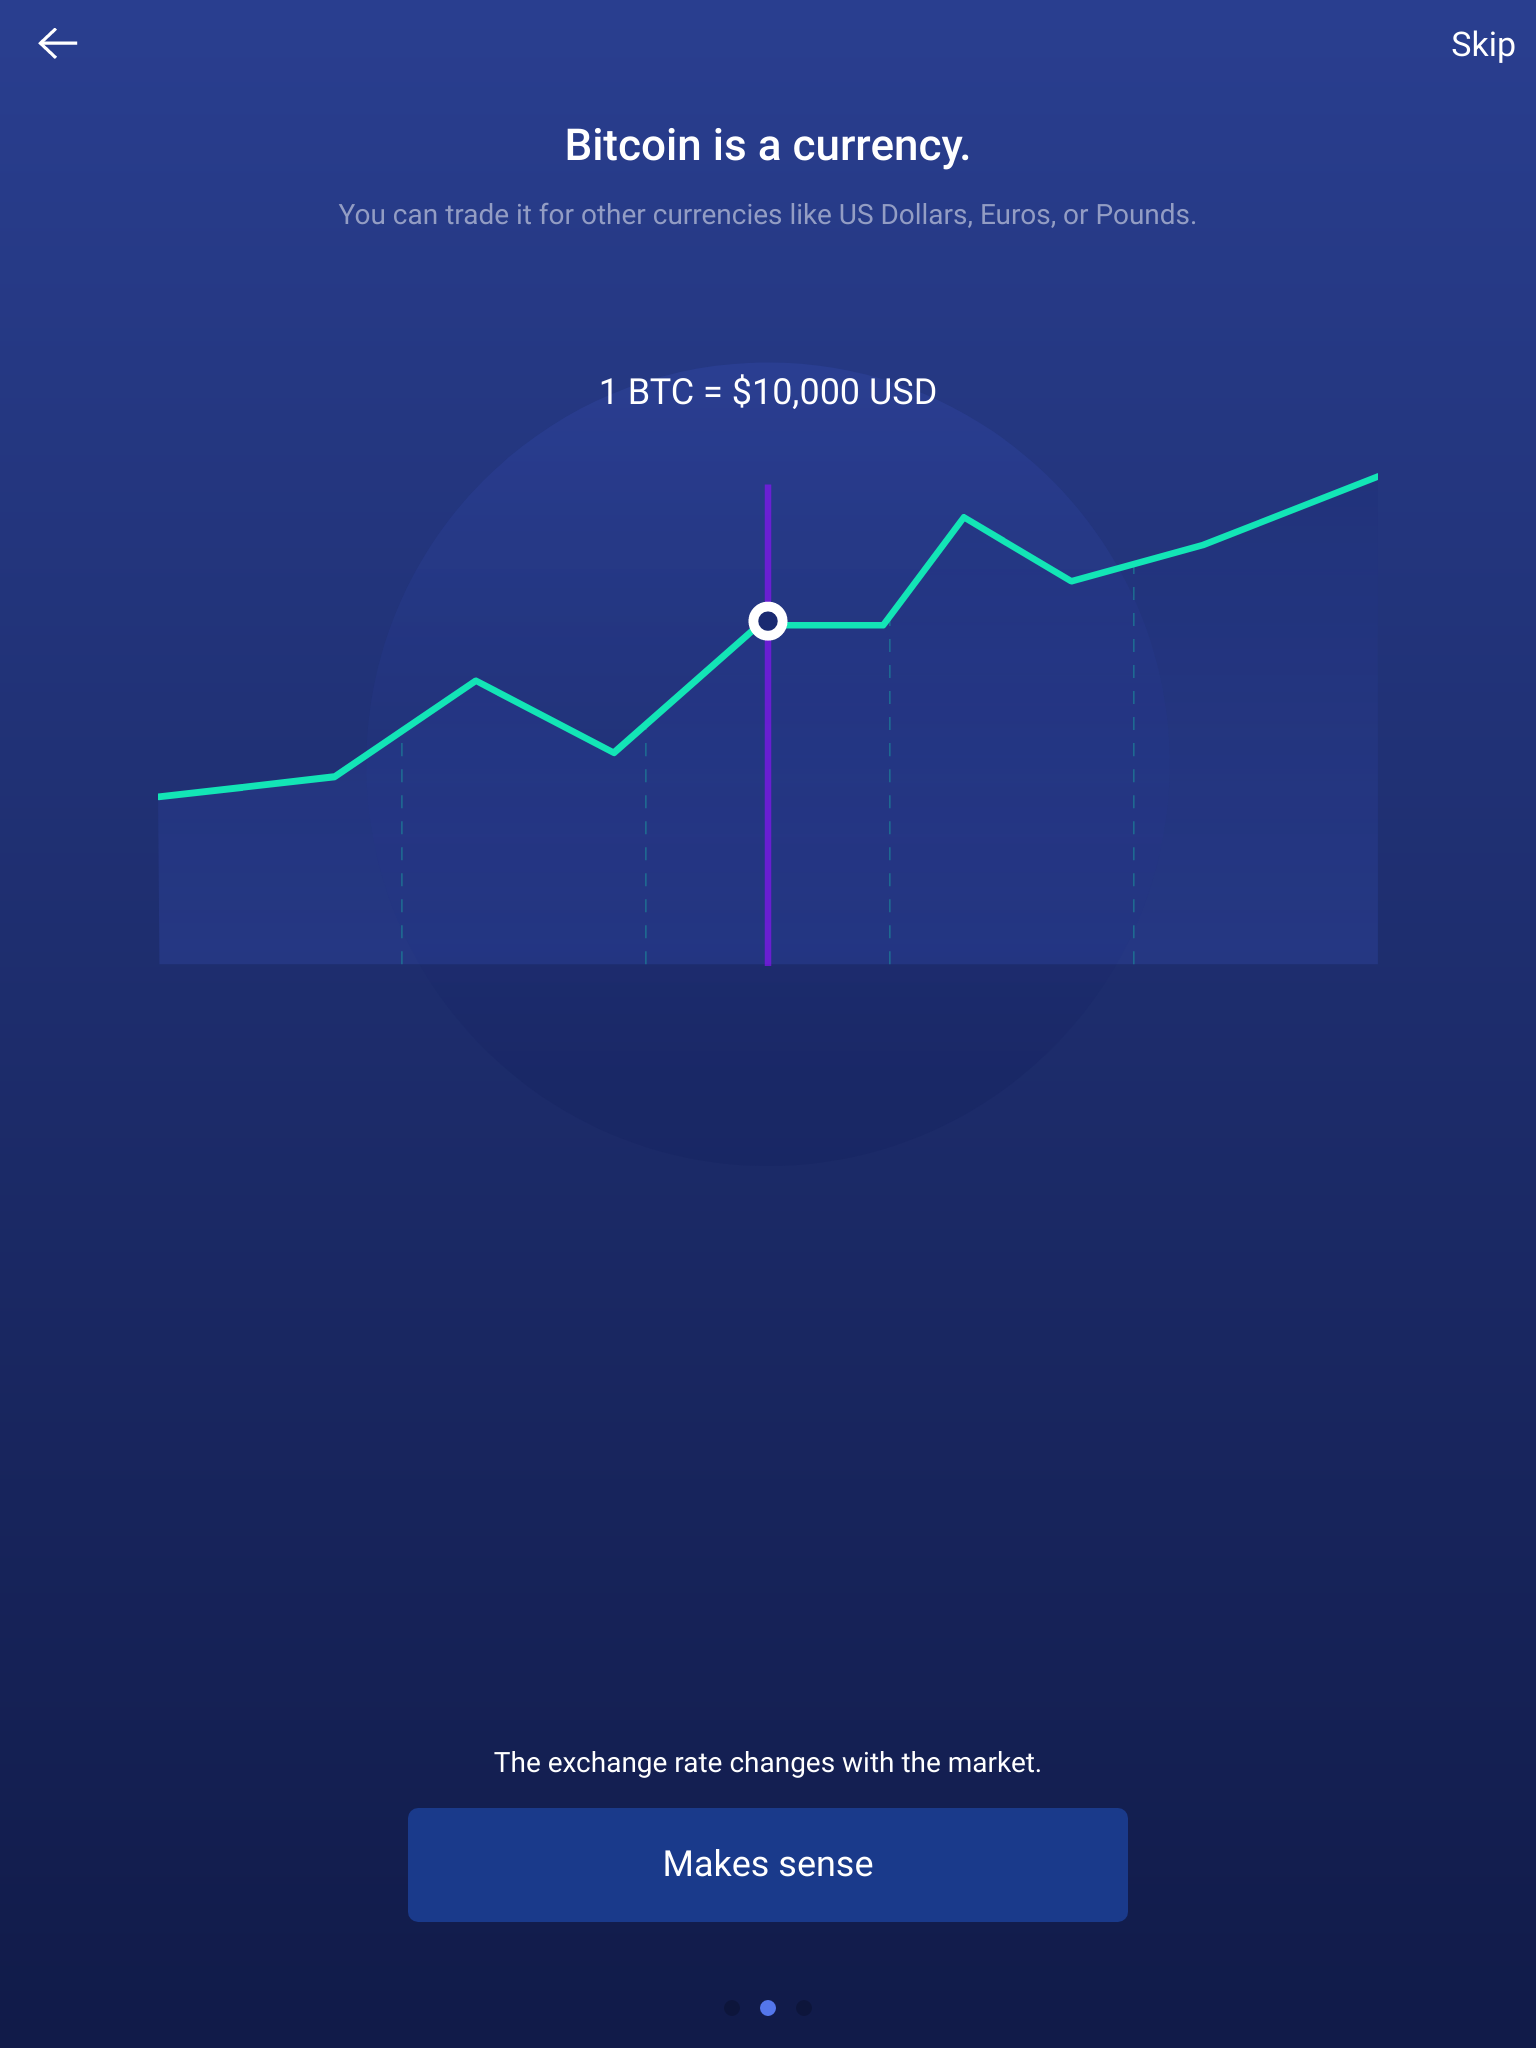 Skip
Bitcoin is a currency.
You can trade it for other currencies like US Dollars, Euros, or Pounds.
1 BTC = $10,000 USD
The exchange rate changes with the market.
Makes sense